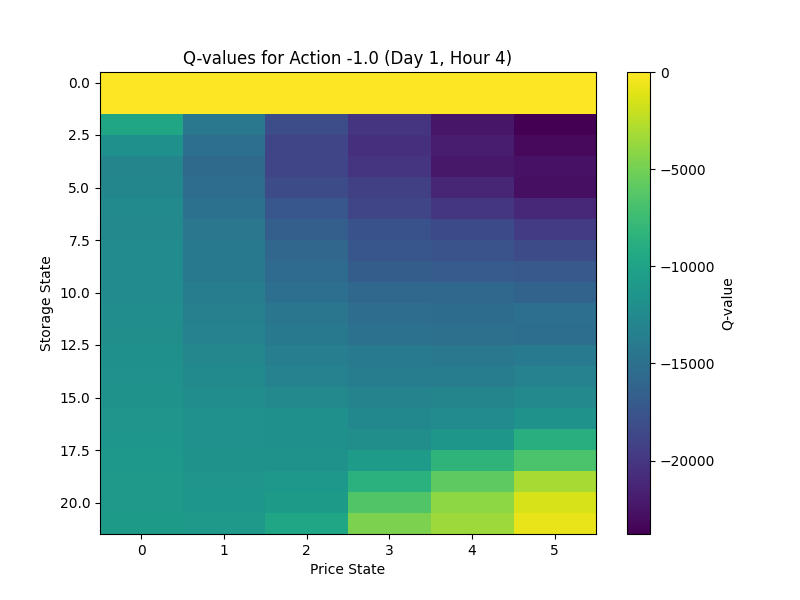 Q-values for Action -1.0 (Day 1, Hour 4)
0.0
2.5
5.0
7.5
10.0
12.5
15.0
17.5
20.0
Storage State
0 1 2 3 4 5
Price State
0
−5000
−10000
−15000
−20000
Q-value